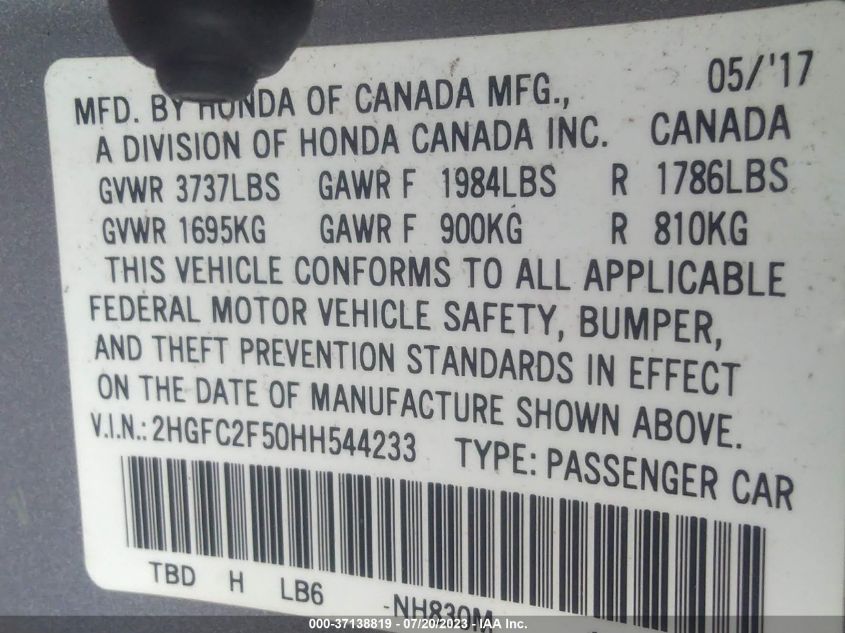 05/'17
MFD. BY HONDA OF CANADA MFG.,
A DIVISION OF HONDA CANADA INC. CANADA
GVWR 3737LBS GAWR F 1984LBS R 1786LBS
GVWR 1695KG GAWR F 900KG R 810KG
THIS VEHICLE CONFORMS TO ALL APPLICABLE
FEDERAL MOTOR VEHICLE SAFETY, BUMPER,
AND THEFT PREVENTION STANDARDS IN EFFECT
ON THE DATE OF MANUFACTURE SHOWN ABOVE.
V.I.N.: 2HGFC2F50HH544233 TYPE: PASSENGER CAR
TBD H LB6 -NH830M
000-37138819 - 07/20/2023 - IAA Inc.